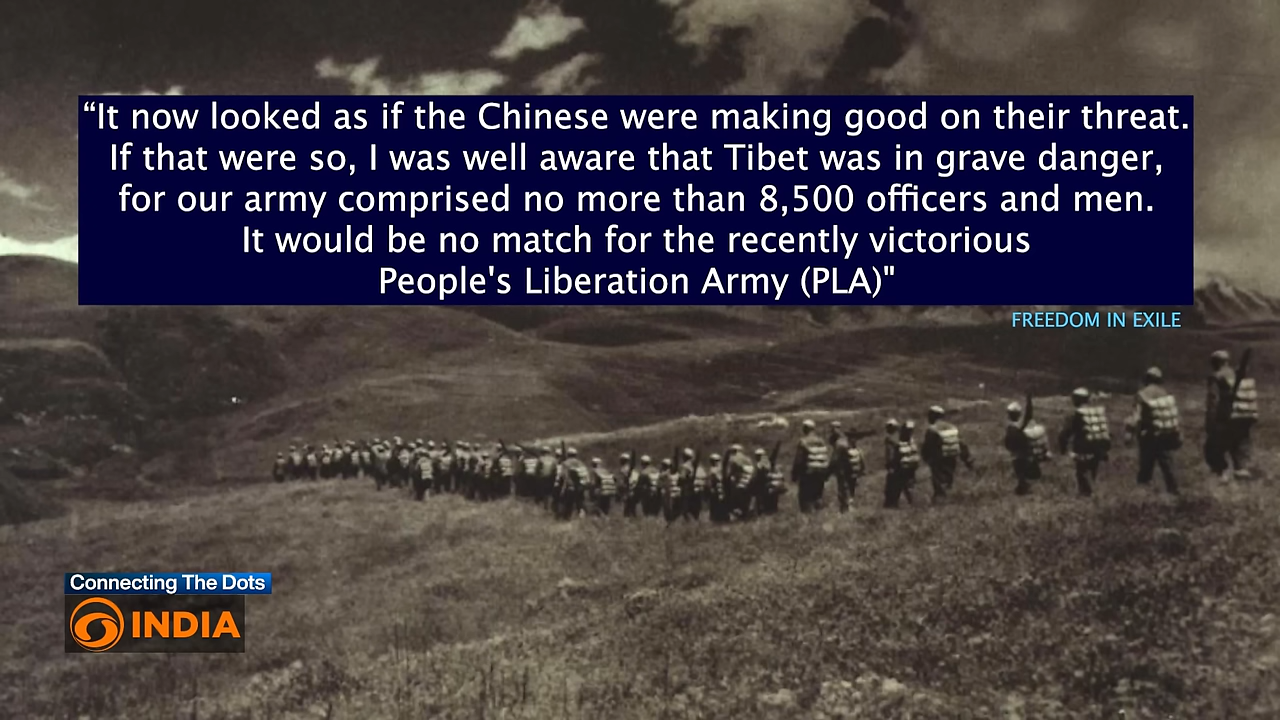 “It now looked as if the Chinese were making good on their threat.
If that were so, I was well aware that Tibet was in grave danger,
for our army comprised no more than 8,500 officers and men.
It would be no match for the recently victorious
People's Liberation Army (PLA)"
FREEDOM IN EXILE
Connecting The Dots
INDIA